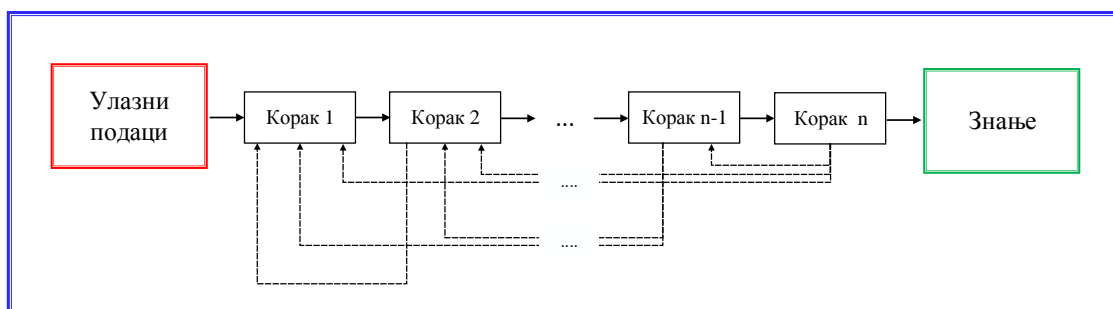 Улазни
подаци
Корак 1
Корак 2
...
Корак n-1
Корак n
Знање
....
....